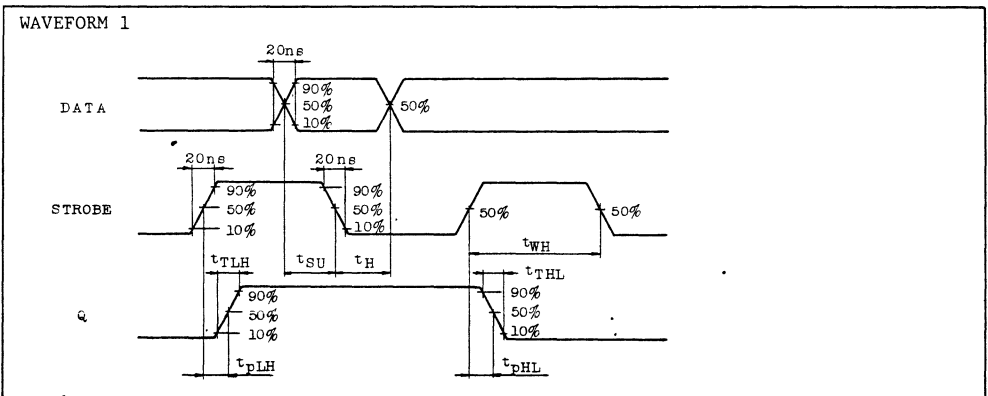 WAVEFORM 1
20ns
DATA
90%
50%
10%
50%
20ns
20ns
STROBE
90%
50%
10%
90%
50%
10%
50%
50%
tWH
tTLH
tSU
tH
tTHL
Q
90%
50%
10%
90%
50%
10%
tpLH
tpHL